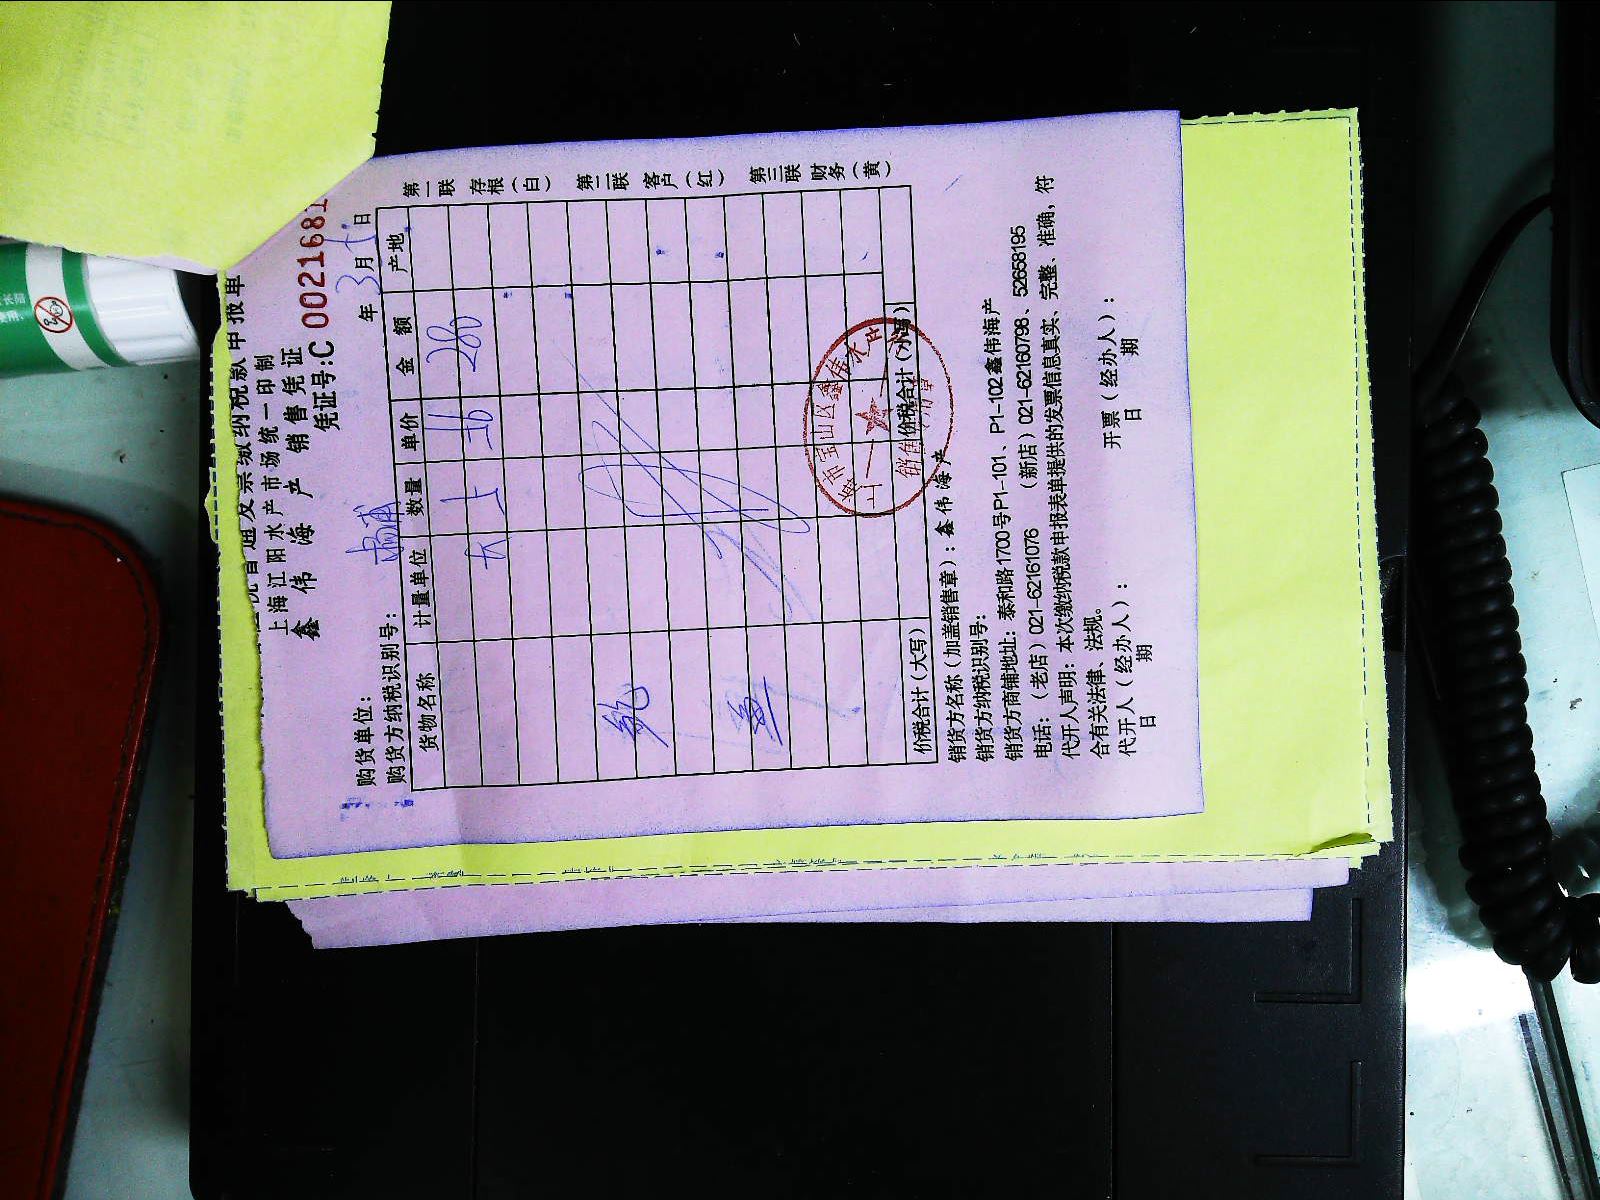 通发票缴纳税款申报单
上海江阳水产市场统一印制
鑫伟海产销售凭证
凭证号:C 0021681
年3月 日
购货单位：
购货方纳税识别号：
货物名称 计量单位 数量 单价 金额 产地
280
价税合计（大写） 价税合计（小写）
第一联 存根（白） 第二联 客户（红） 第三联 财务（黄）
销货方名称（加盖销售章）：鑫伟海产
销货方纳税识别号：
销货方商铺地址：泰和路1700号P1-101、P1-102鑫伟海产
电话：（老店）021-62161076 （新店）021-62160798、52658195
代开人声明：本次缴纳税款申报表单提供的发票信息真实、完整、准确，符
合有关法律、法规。
代开人（经办人）： 开票（经办人）：
日期 日期